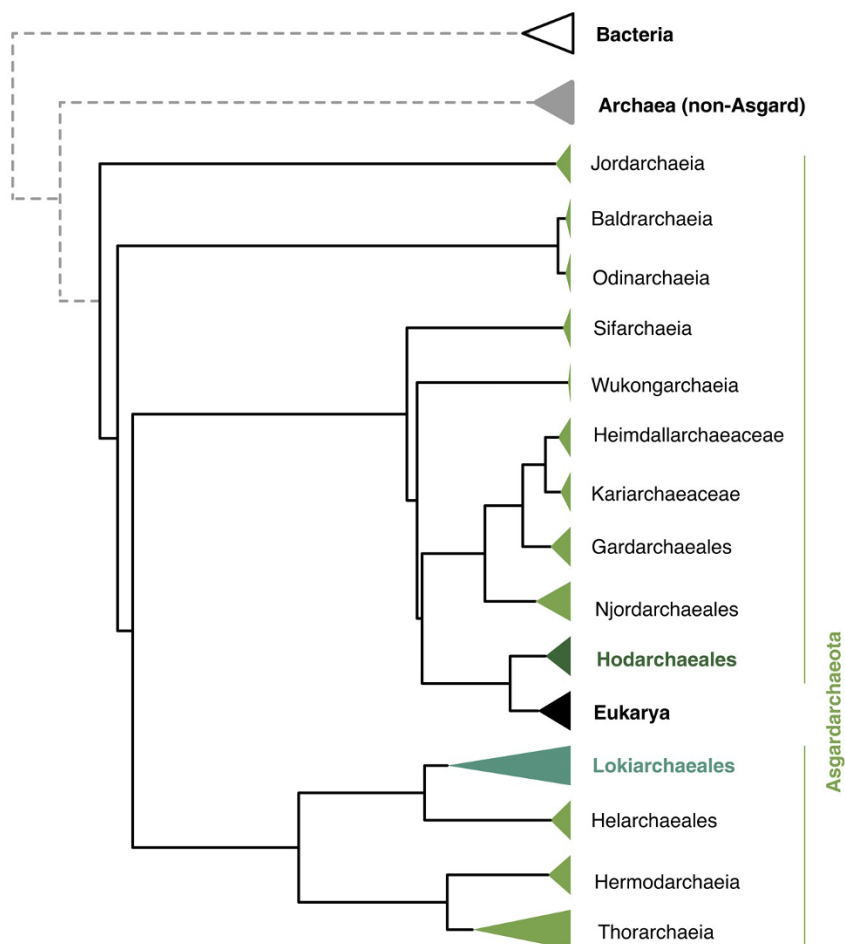 Bacteria
Archaea (non-Asgard)
Jordarchaeia
Baldrarchaeia
Odinarchaeia
Sifarchaeia
Wukongarchaeia
Heimdallarchaeaceae
Kariarchaeaceae
Gardarchaeales
Njordarchaeales
Hodarchaeales
Eukarya
Lokiarchaeales
Helarchaeales
Hermodarchaeia
Thorarchaeia
Asgardarchaeota